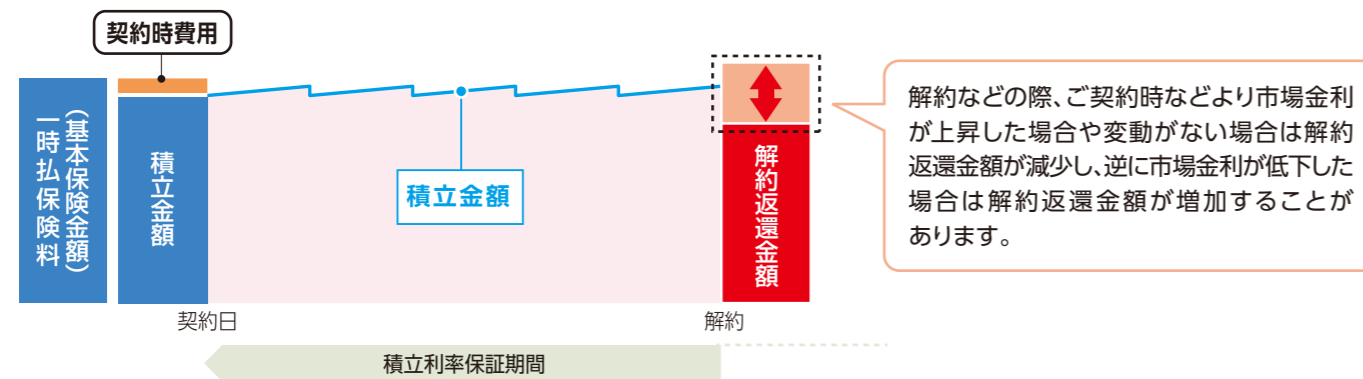 契約時費用
一時払保険料
（基本保険金額）
積立金額
積立金額
解約返還金額
解約などの際、ご契約時などより市場金利
が上昇した場合や変動がない場合は解約
返還金額が減少し、逆に市場金利が低下した
場合は解約返還金額が増加することが
あります。
契約日
解約
積立利率保証期間